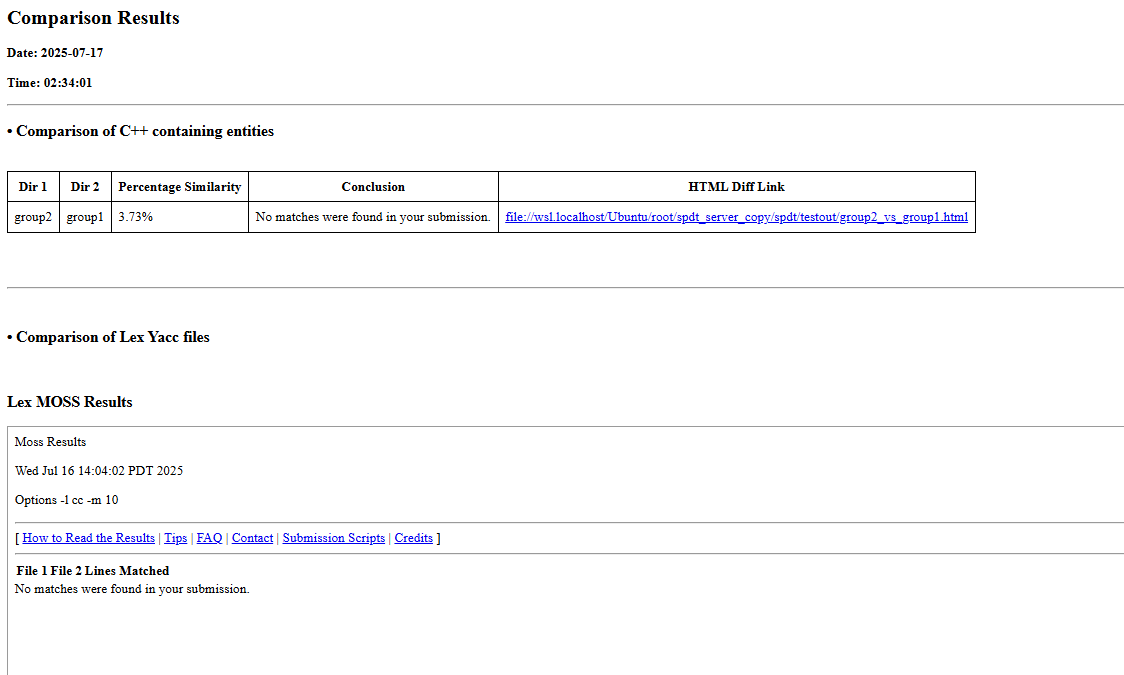 Comparison Results
Date: 2025-07-17
Time: 02:34:01
• Comparison of C++ containing entities
Dir 1 Dir 2 Percentage Similarity Conclusion HTML Diff Link
group2 group1 3.73% No matches were found in your submission. file://wsl.localhost/Ubuntu/root/spdt_server_copy/spdt/testout/group2_vs_group1.html
• Comparison of Lex Yacc files
Lex MOSS Results
Moss Results
Wed Jul 16 14:04:02 PDT 2025
Options -l cc -m 10
[ How to Read the Results | Tips | FAQ | Contact | Submission Scripts | Credits ]
File 1 File 2 Lines Matched
No matches were found in your submission.